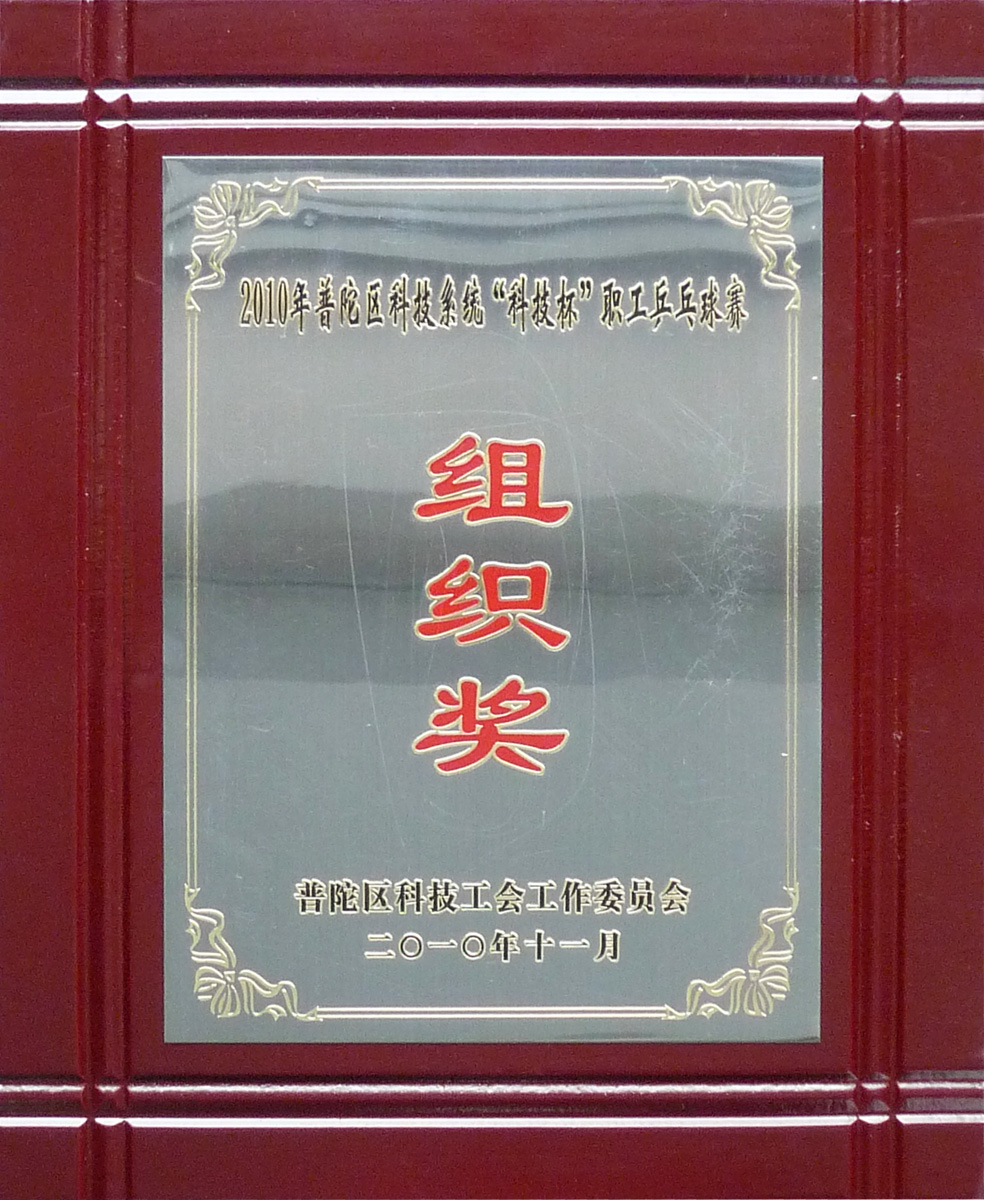 2010年普陀区科技系统“科技杯”职工乒乓球赛
组
织
奖
普陀区科技工会工作委员会
二〇一〇年十一月